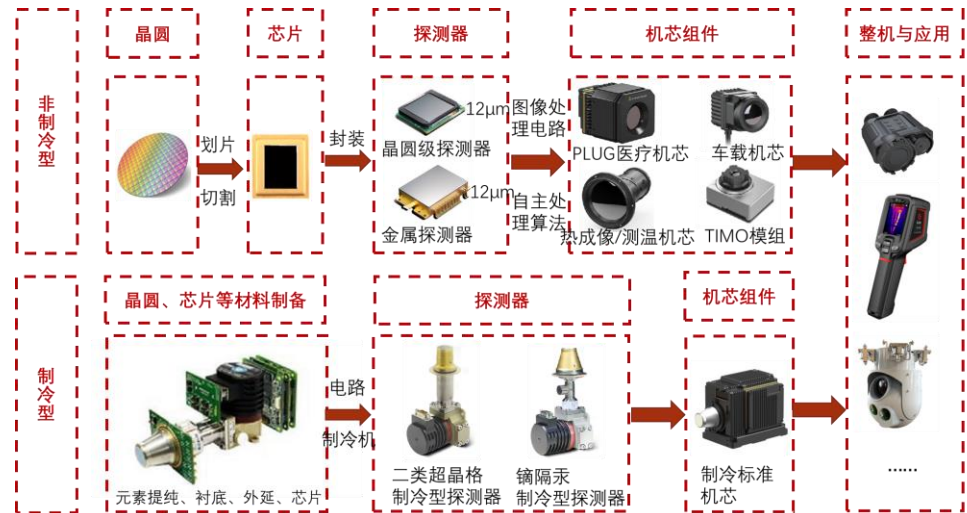 晶圆
芯片
探测器
机芯组件
整机与应用
非制冷型
划片
切割
封装
12μm
晶圆级探测器
12μm
金属探测器
图像处
理电路
自主处
理算法
PLUG医疗机芯
车载机芯
热成像/测温机芯
TIMO模组
晶圆、芯片等材料制备
探测器
机芯组件
制冷型
元素提纯、衬底、外延、芯片
电路
制冷机
二类超晶格
制冷型探测器
镝隔汞
制冷型探测器
制冷标准
机芯
……